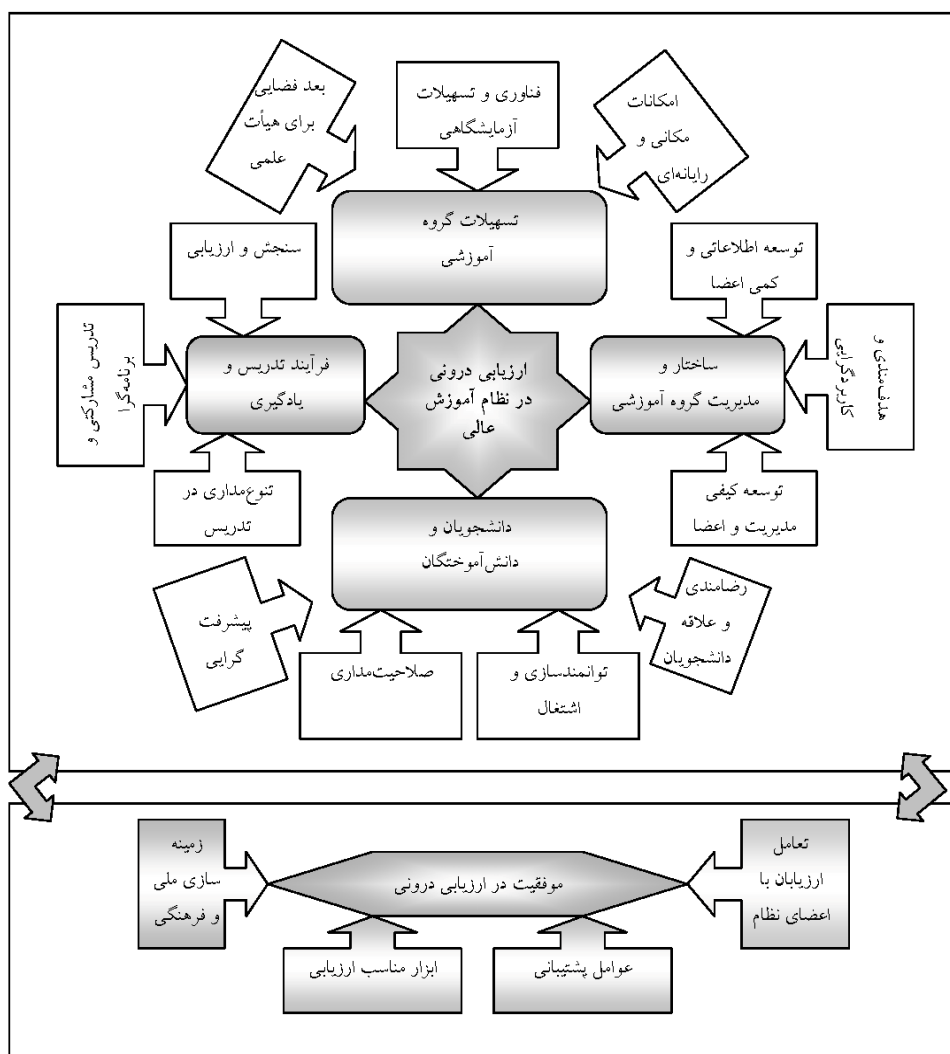 امکانات
مکانی و
رایانه‌ای
فناوری و تسهیلات
آزمایشگاهی
بعد فضایی
برای هیأت
علمی
تسهیلات گروه
آموزشی
توسعه اطلاعاتی و
کمی اعضا
هدف‌مندی و
کاربردگرایی
ساختار و
مدیریت گروه آموزشی
توسعه کیفی
مدیریت و اعضا
ارزیابی درونی
در نظام آموزش
عالی
سنجش و ارزیابی
فرآیند تدریس و
یادگیری
تدریس مشارکتی و
برنامه‌گرا
تنوع‌مداری در
تدریس
دانشجویان و
دانش‌آموختگان
رضامندی
و علاقه
دانشجویان
توانمندسازی و
اشتغال
صلاحیت‌مداری
پیشرفت
گرایی
تعامل
ارزیابان با
اعضای نظام
موفقیت در ارزیابی درونی
زمینه
سازی ملی
و فرهنگی
عوامل پشتیبانی
ابزار مناسب ارزیابی